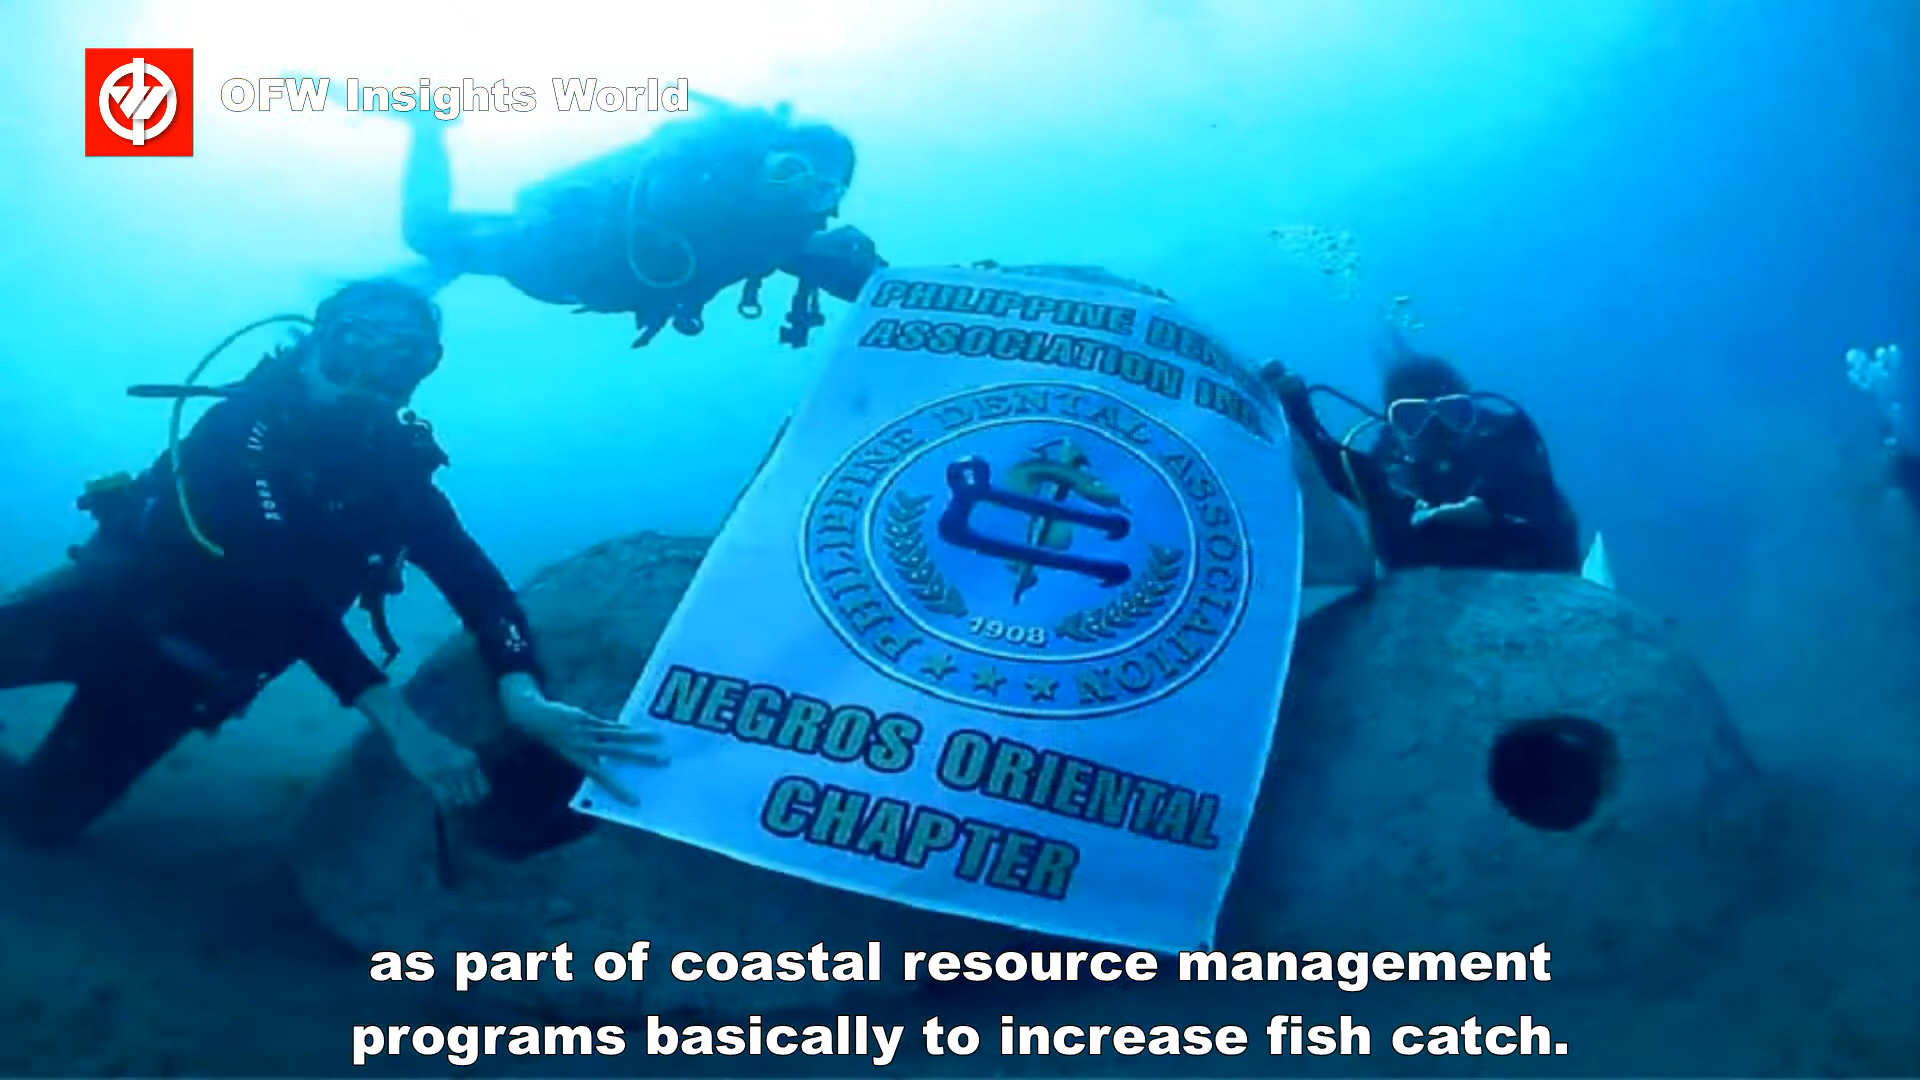 OFW Insights World
PHILIPPINE DEN
ASSOCIATION INC
PHILIPPINE DENTAL ASSOCIATION
1908
NEGROS ORIENTAL
CHAPTER
as part of coastal resource management
programs basically to increase fish catch.